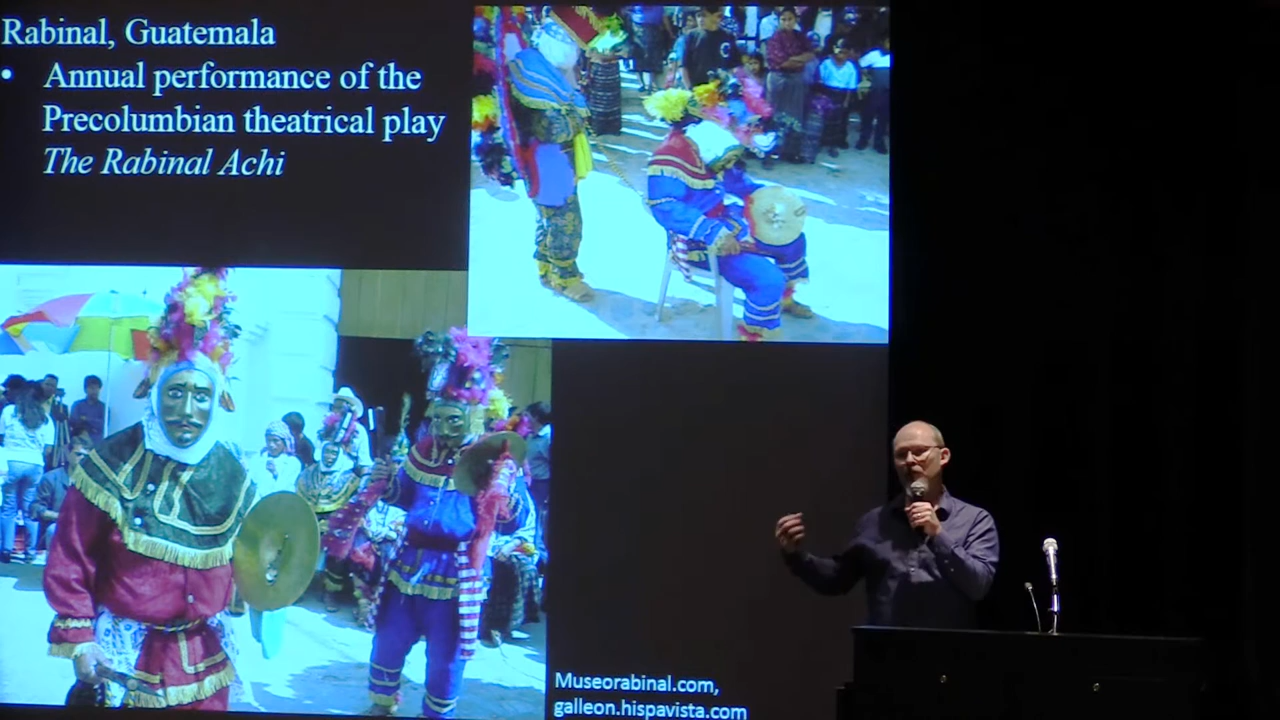 Rabinal, Guatemala
• Annual performance of the
Precolumbian theatrical play
The Rabinal Achi
Museorabinal.com,
galleon.hispavista.com